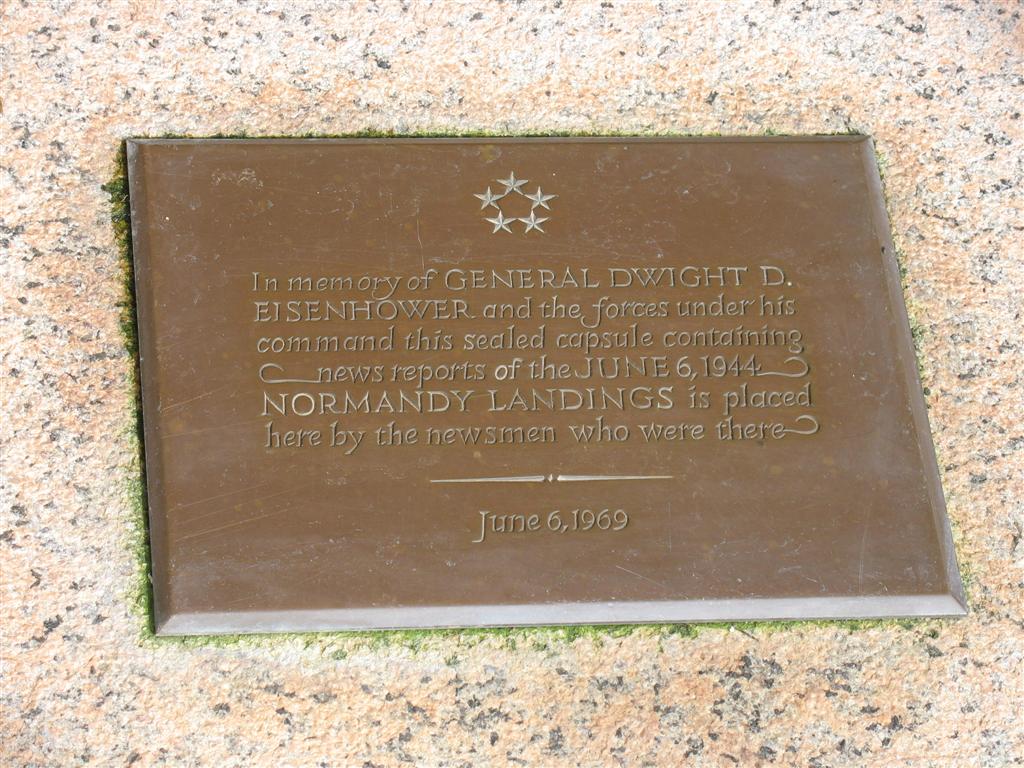 In memory of GENERAL DWIGHT D.
EISENHOWER and the forces under his
command this sealed capsule containing
news reports of the JUNE 6, 1944
NORMANDY LANDINGS is placed
here by the newsmen who were there
June 6, 1969